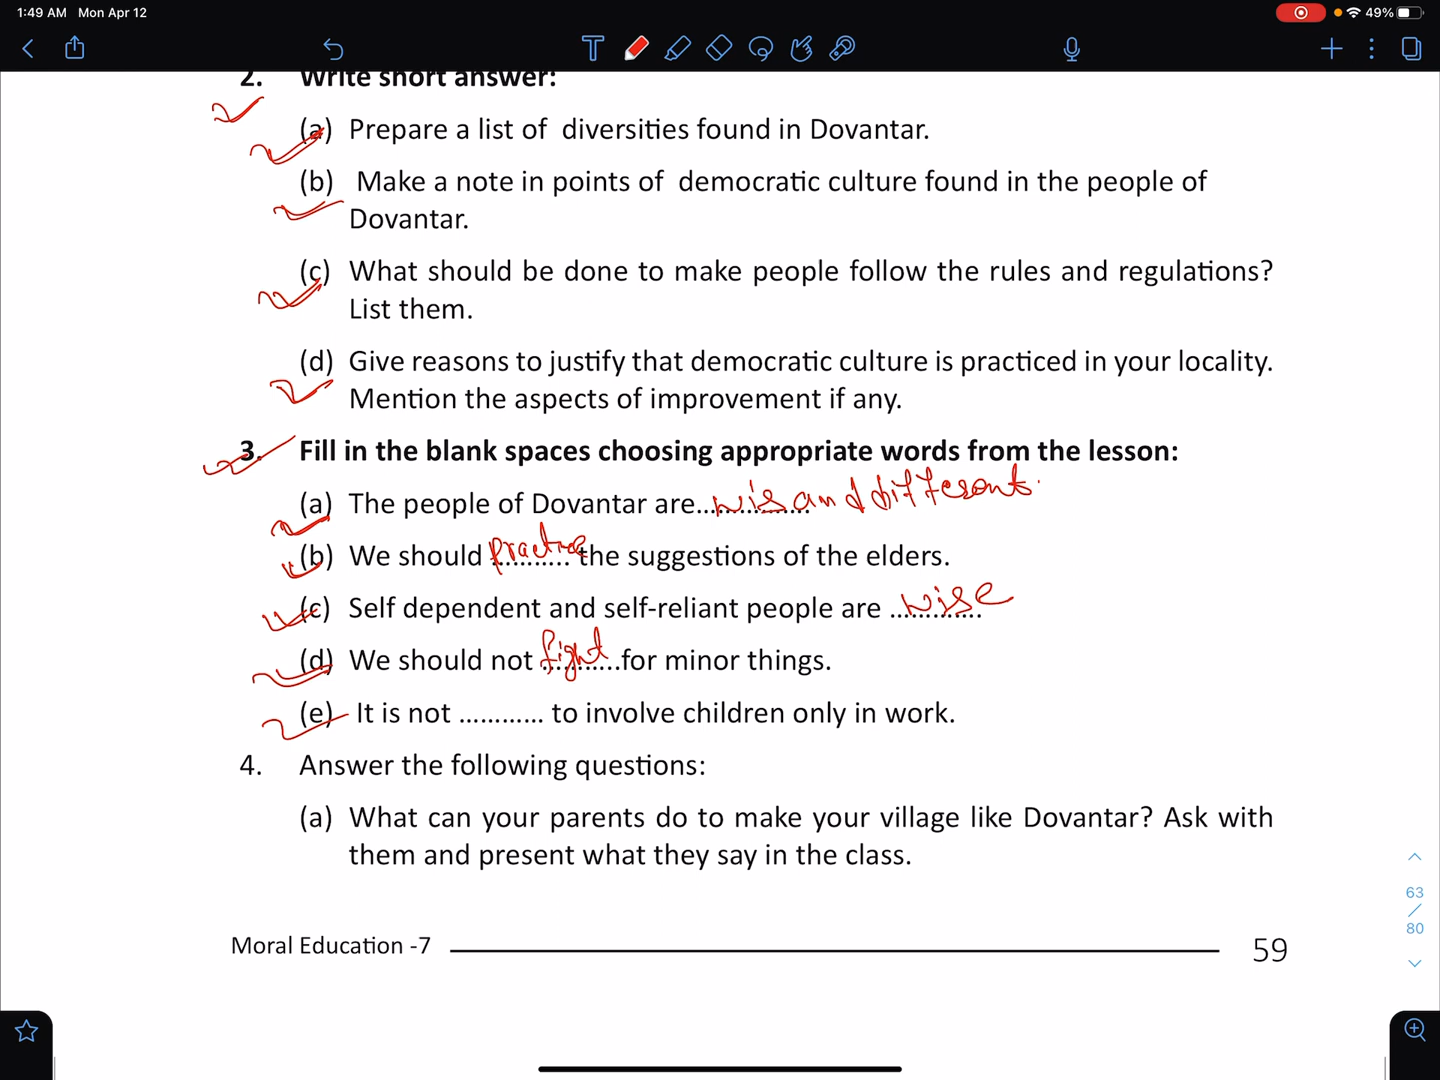 1:49 AM Mon Apr 12
49%
T
2. Write short answer:
(a) Prepare a list of diversities found in Dovantar.
(b) Make a note in points of democratic culture found in the people of
Dovantar.
(c) What should be done to make people follow the rules and regulations?
List them.
(d) Give reasons to justify that democratic culture is practiced in your locality.
Mention the aspects of improvement if any.
3. Fill in the blank spaces choosing appropriate words from the lesson:
(a) The people of Dovantar are............... wis and differents.
(b) We should .......... practice the suggestions of the elders.
(c) Self dependent and self-reliant people are ............ wise
(d) We should not .......... fight for minor things.
(e) It is not ............ to involve children only in work.
4. Answer the following questions:
(a) What can your parents do to make your village like Dovantar? Ask with
them and present what they say in the class.
63
/
80
Moral Education -7 59